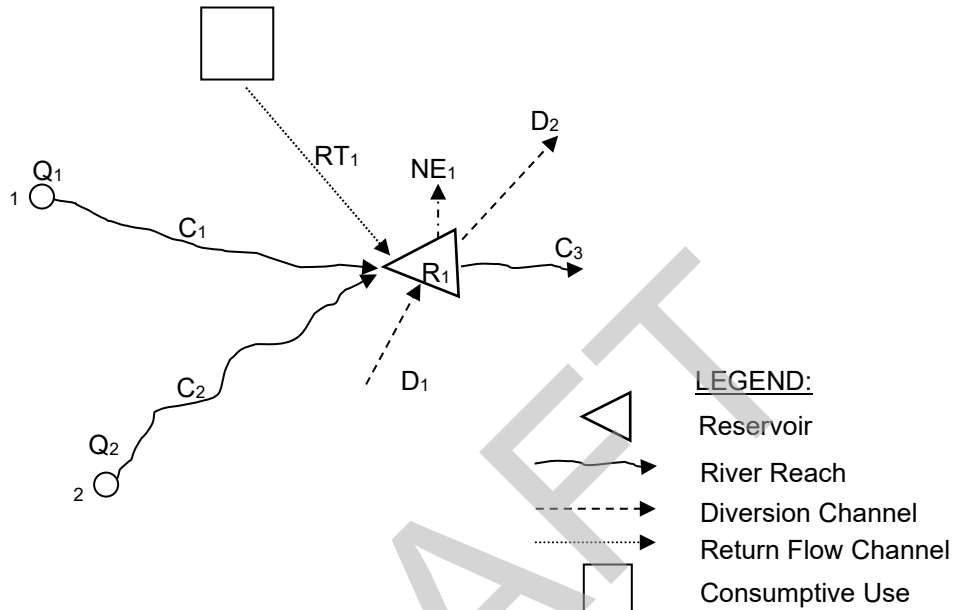 D2
RT1
NE1
Q1
1
C1
C3
R1
D1
C2
Q2
2
LEGEND:
Reservoir
River Reach
Diversion Channel
Return Flow Channel
Consumptive Use
AFT